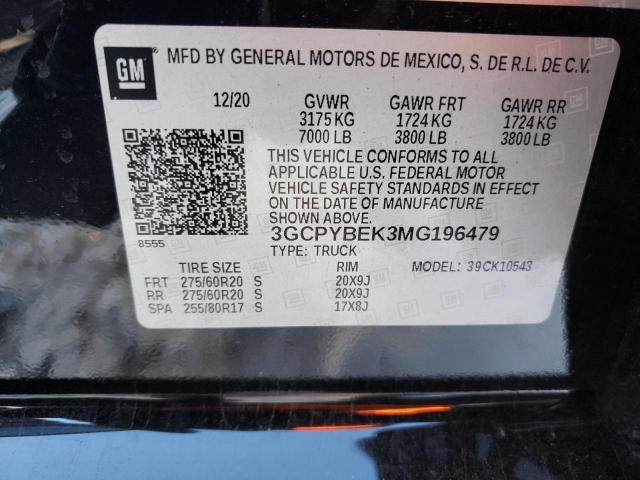 GM
MFD BY GENERAL MOTORS DE MEXICO, S. DE R.L. DE C.V.
12/20 GVWR GAWR FRT GAWR RR
3175 KG 1724 KG 1724 KG
7000 LB 3800 LB 3800 LB
THIS VEHICLE CONFORMS TO ALL
APPLICABLE U.S. FEDERAL MOTOR
VEHICLE SAFETY STANDARDS IN EFFECT
ON THE DATE OF MANUFACTURE
SHOWN ABOVE.
8555 3GCPYBEK3MG196479
TYPE: TRUCK MODEL: 39CK10543
TIRE SIZE RIM
FRT 275/60R20 S 20X9J
RR 275/60R20 S 20X9J
SPA 255/80R17 S 17X8J